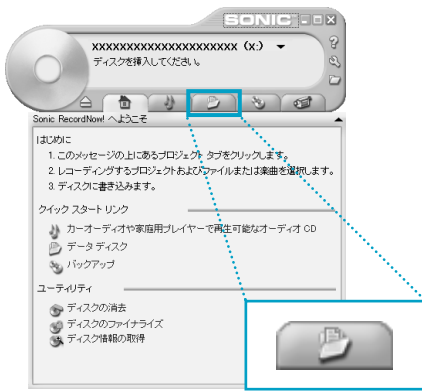 SONIC
XXXXXXXXXXXXXXXXXXXXX (X:)
ディスクを挿入してください。
Sonic RecordNow! へようこそ
はじめに
1. このメッセージの上にあるプロジェクト タブをクリックします。
2. レコーディングするプロジェクトおよびファイルまたは楽曲を選択します。
3. ディスクに書き込みます。
クイック スタート リンク
カーオーディオや家庭用プレイヤーで再生可能なオーディオ CD
データ ディスク
バックアップ
ユーティリティ
ディスクの消去
ディスクのファイナライズ
ディスク情報の取得